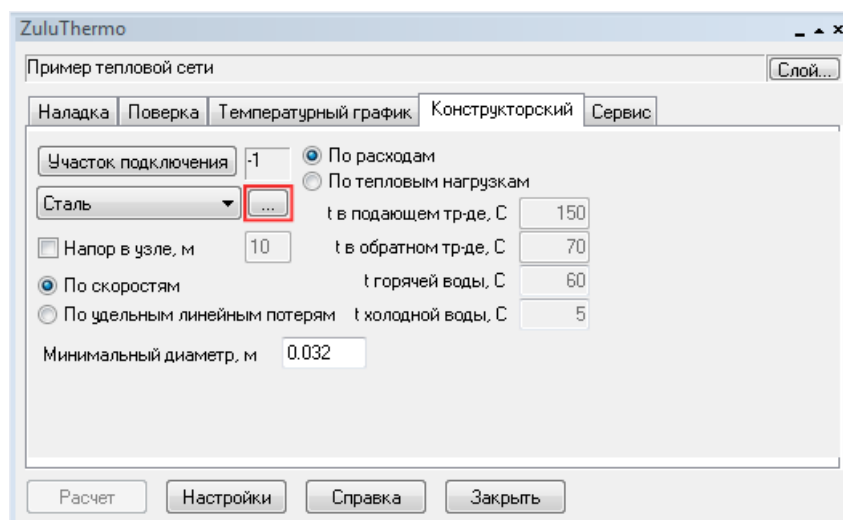 ZuluThermo
Пример тепловой сети
Слой...
Наладка Поверка Температурный график Конструкторский Сервис
Участок подключения -1 По расходам
По тепловым нагрузкам
Сталь ...
t в подающем тр-де, С 150
Напор в узле, м 10 t в обратном тр-де, С 70
По скоростям t горячей воды, С 60
По удельным линейным потерям t холодной воды, С 5
Минимальный диаметр, м 0.032
Расчет Настройки Справка Закрыть